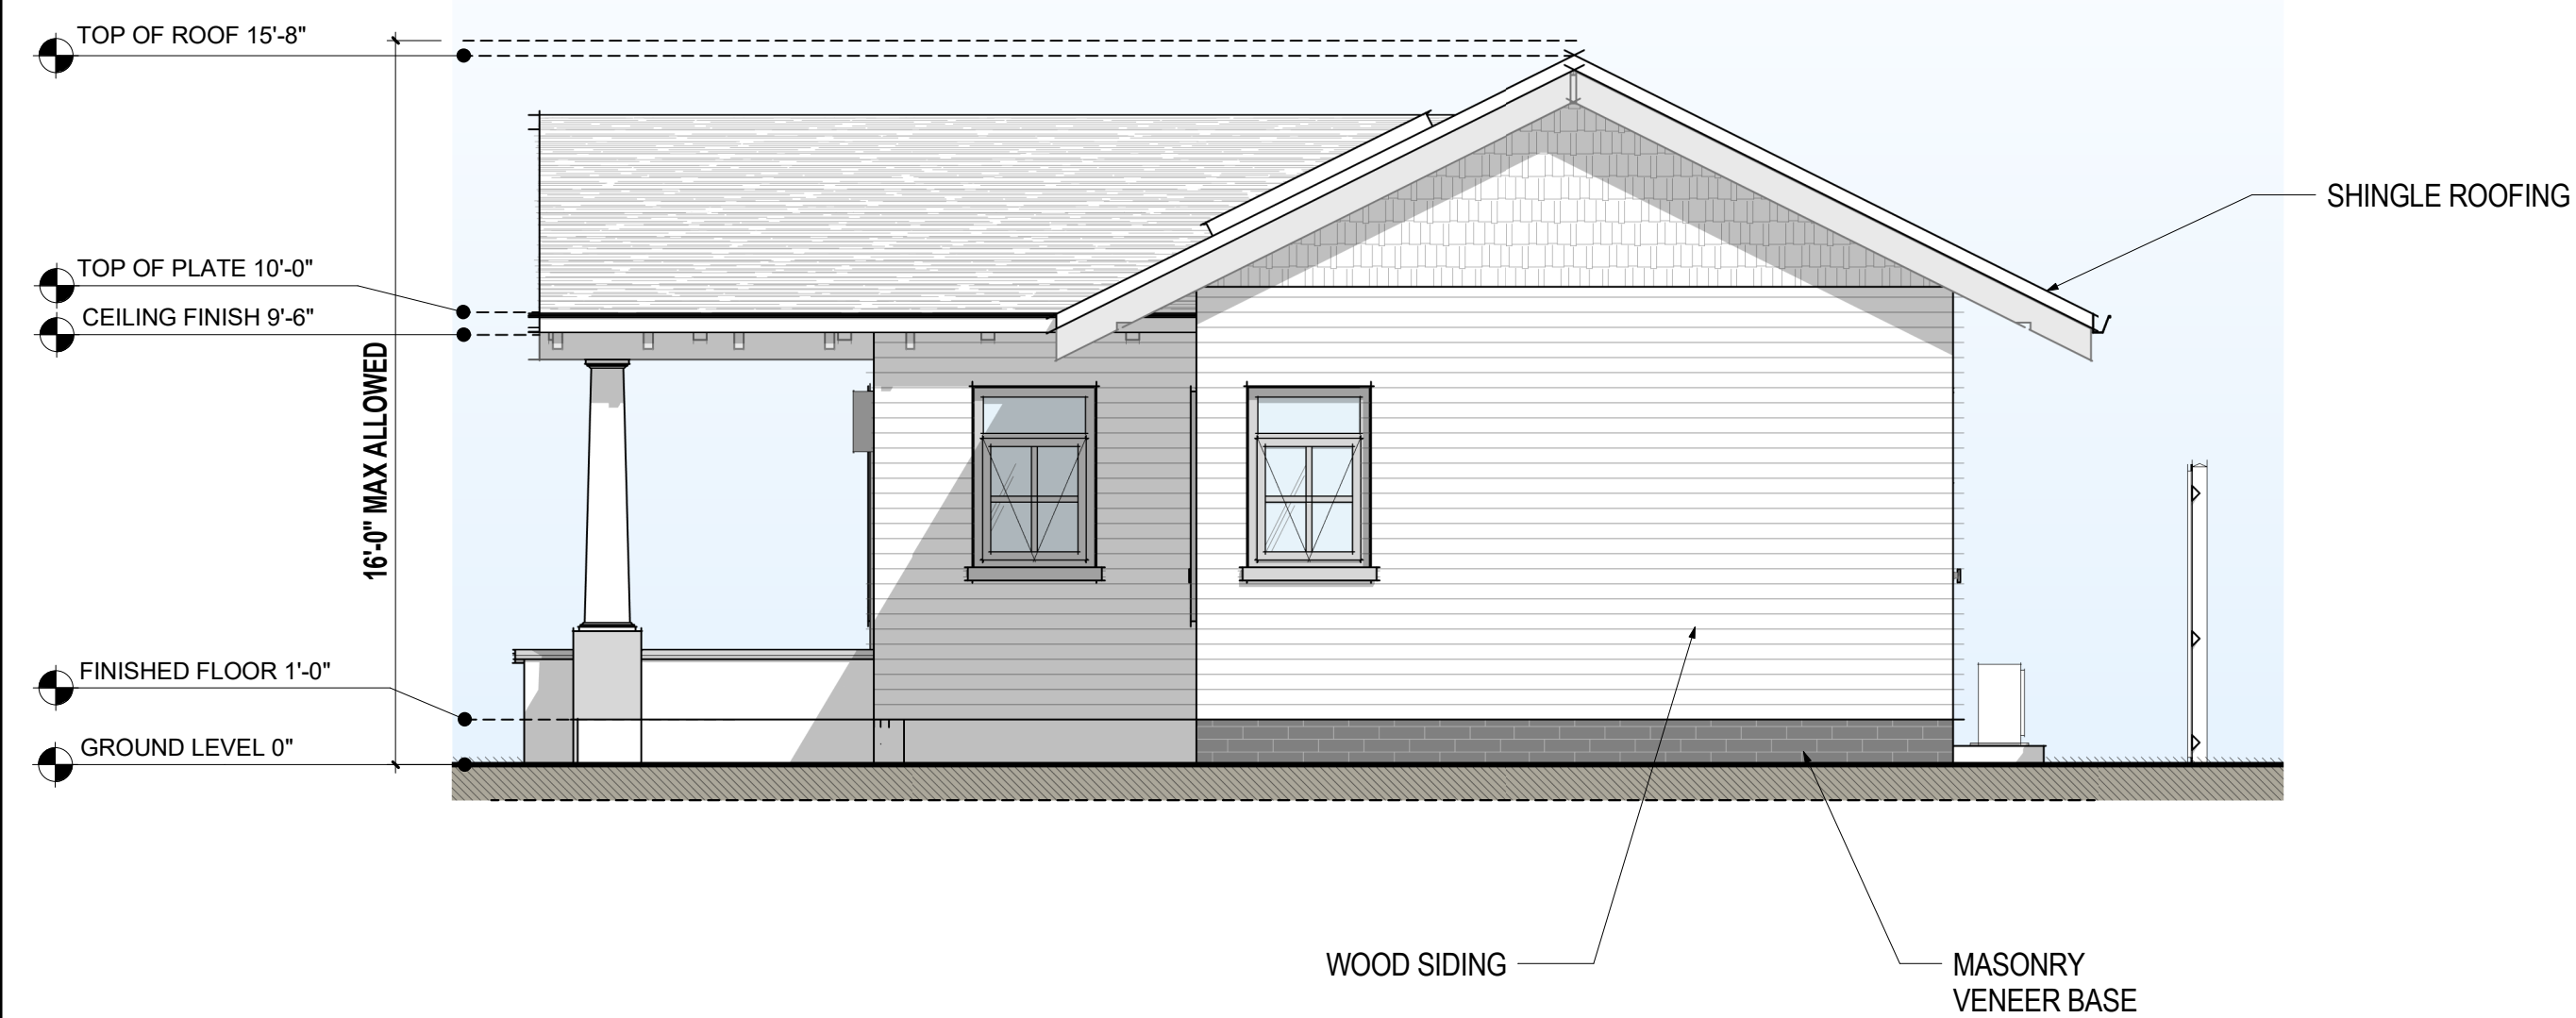 TOP OF ROOF 15'-8"
SHINGLE ROOFING
TOP OF PLATE 10'-0"
CEILING FINISH 9'-6"
16'-0" MAX ALLOWED
FINISHED FLOOR 1'-0"
GROUND LEVEL 0"
WOOD SIDING
MASONRY
VENEER BASE